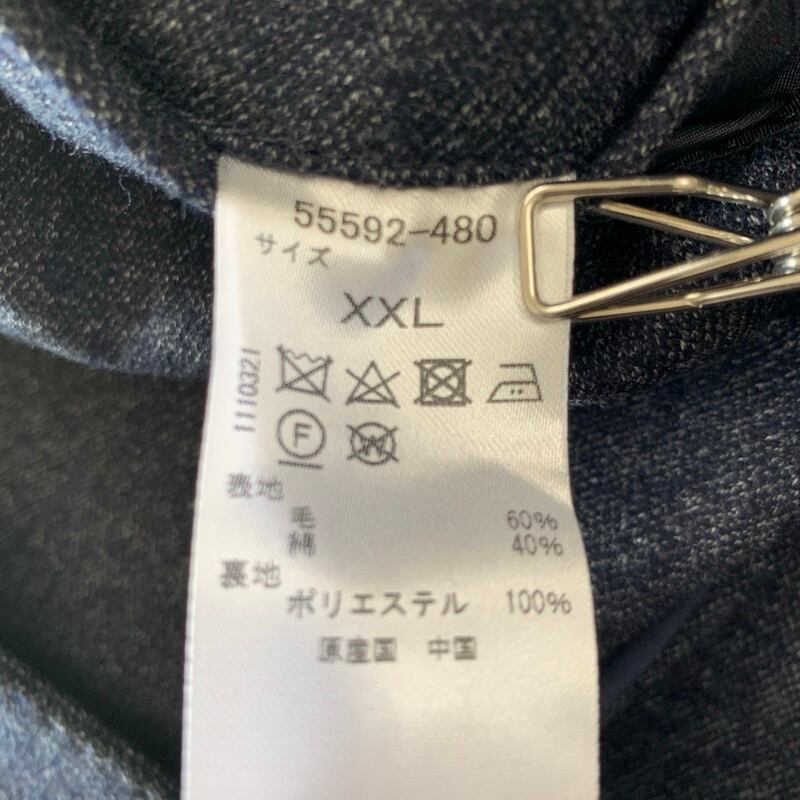 55592-480
サイズ
XXL
1110321
F
W
表地
毛 60%
綿 40%
裏地
ポリエステル 100%
原産国 中国